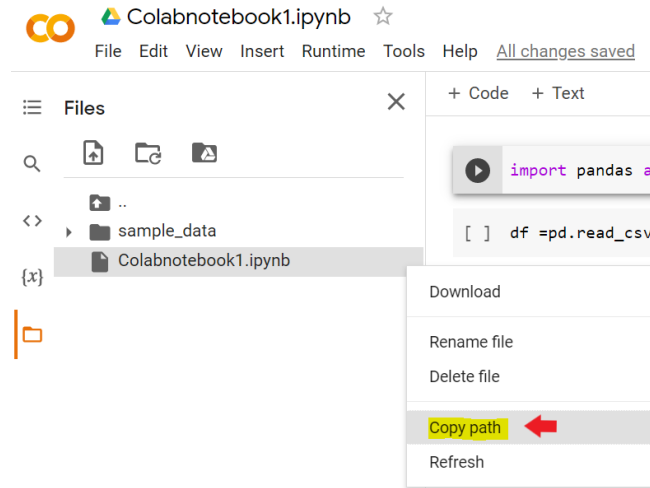 Colabnotebook1.ipynb
File Edit View Insert Runtime Tools Help All changes saved
Files
+ Code + Text
import pandas a
..
sample_data
[ ] df =pd.read_csv
Colabnotebook1.ipynb
{x}
Download
Rename file
Delete file
Copy path
Refresh